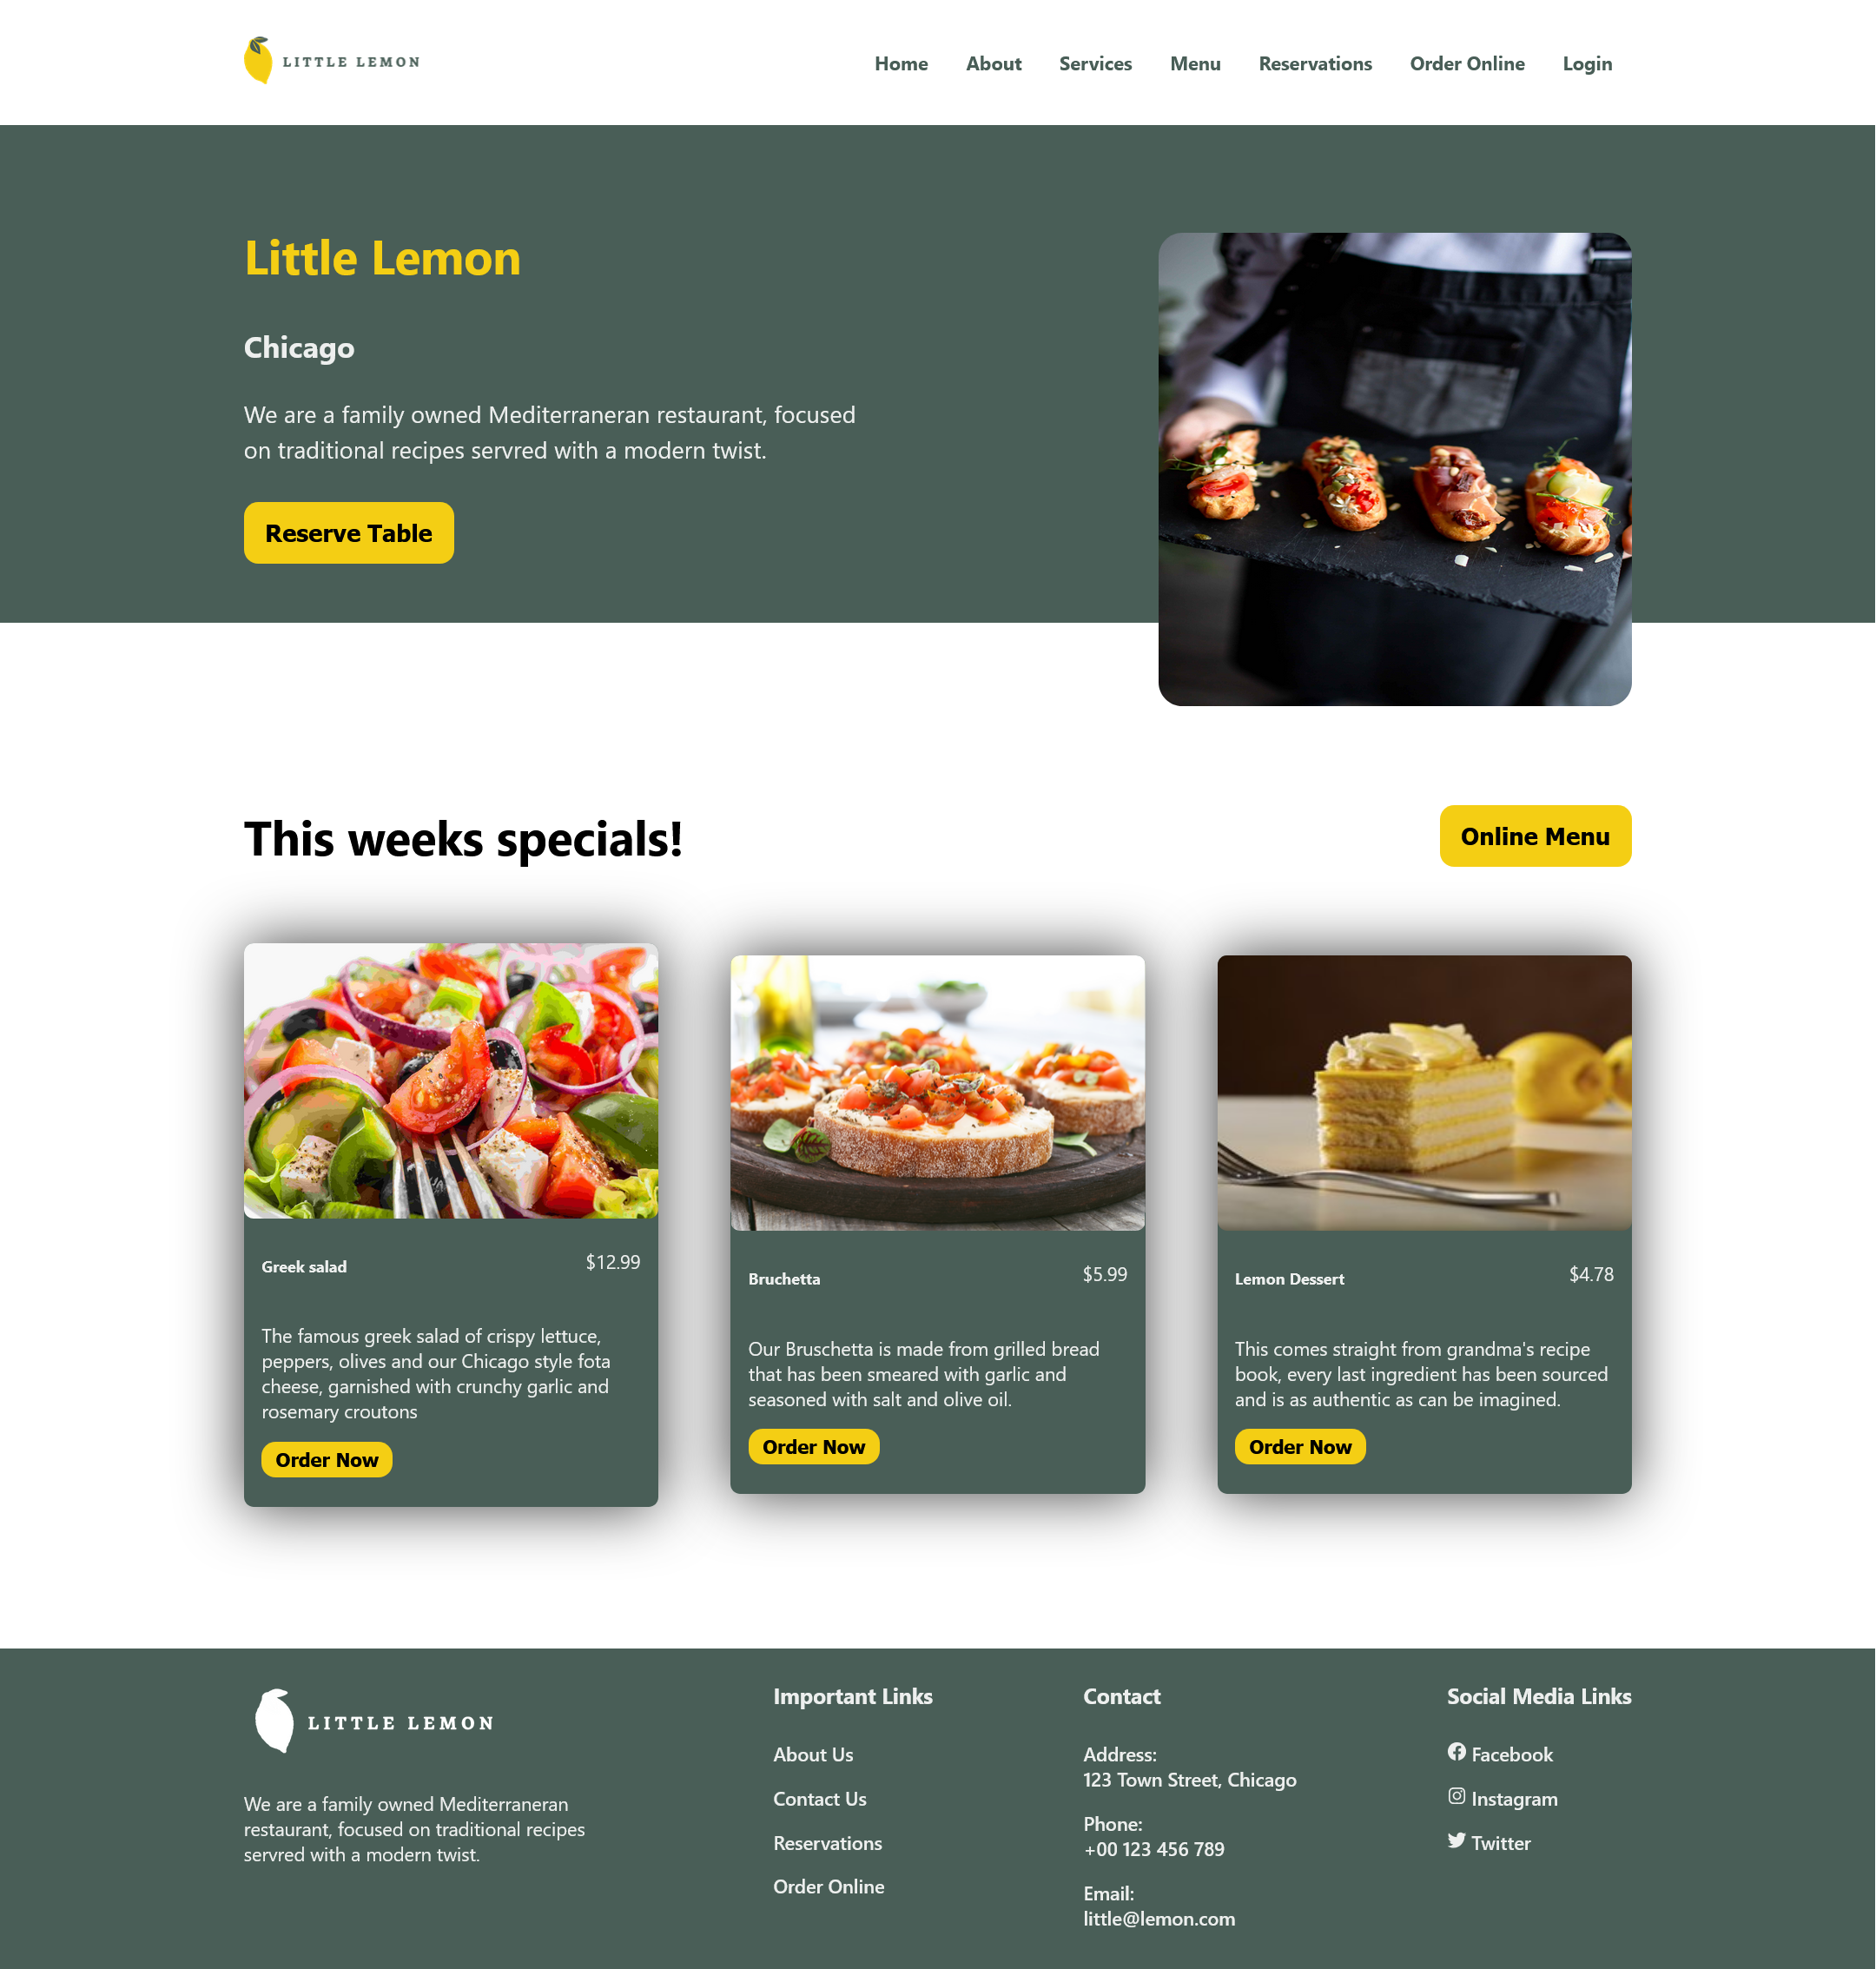 LITTLE LEMON
Home About Services Menu Reservations Order Online Login
Little Lemon
Chicago
We are a family owned Mediterraneran restaurant, focused
on traditional recipes servred with a modern twist.
Reserve Table
This weeks specials!
Online Menu
Greek salad $12.99
The famous greek salad of crispy lettuce,
peppers, olives and our Chicago style fota
cheese, garnished with crunchy garlic and
rosemary croutons
Order Now
Bruchetta $5.99
Our Bruschetta is made from grilled bread
that has been smeared with garlic and
seasoned with salt and olive oil.
Order Now
Lemon Dessert $4.78
This comes straight from grandma's recipe
book, every last ingredient has been sourced
and is as authentic as can be imagined.
Order Now
LITTLE LEMON
We are a family owned Mediterraneran
restaurant, focused on traditional recipes
servred with a modern twist.
Important Links
About Us
Contact Us
Reservations
Order Online
Contact
Address:
123 Town Street, Chicago
Phone:
+00 123 456 789
Email:
little@lemon.com
Social Media Links
Facebook
Instagram
Twitter